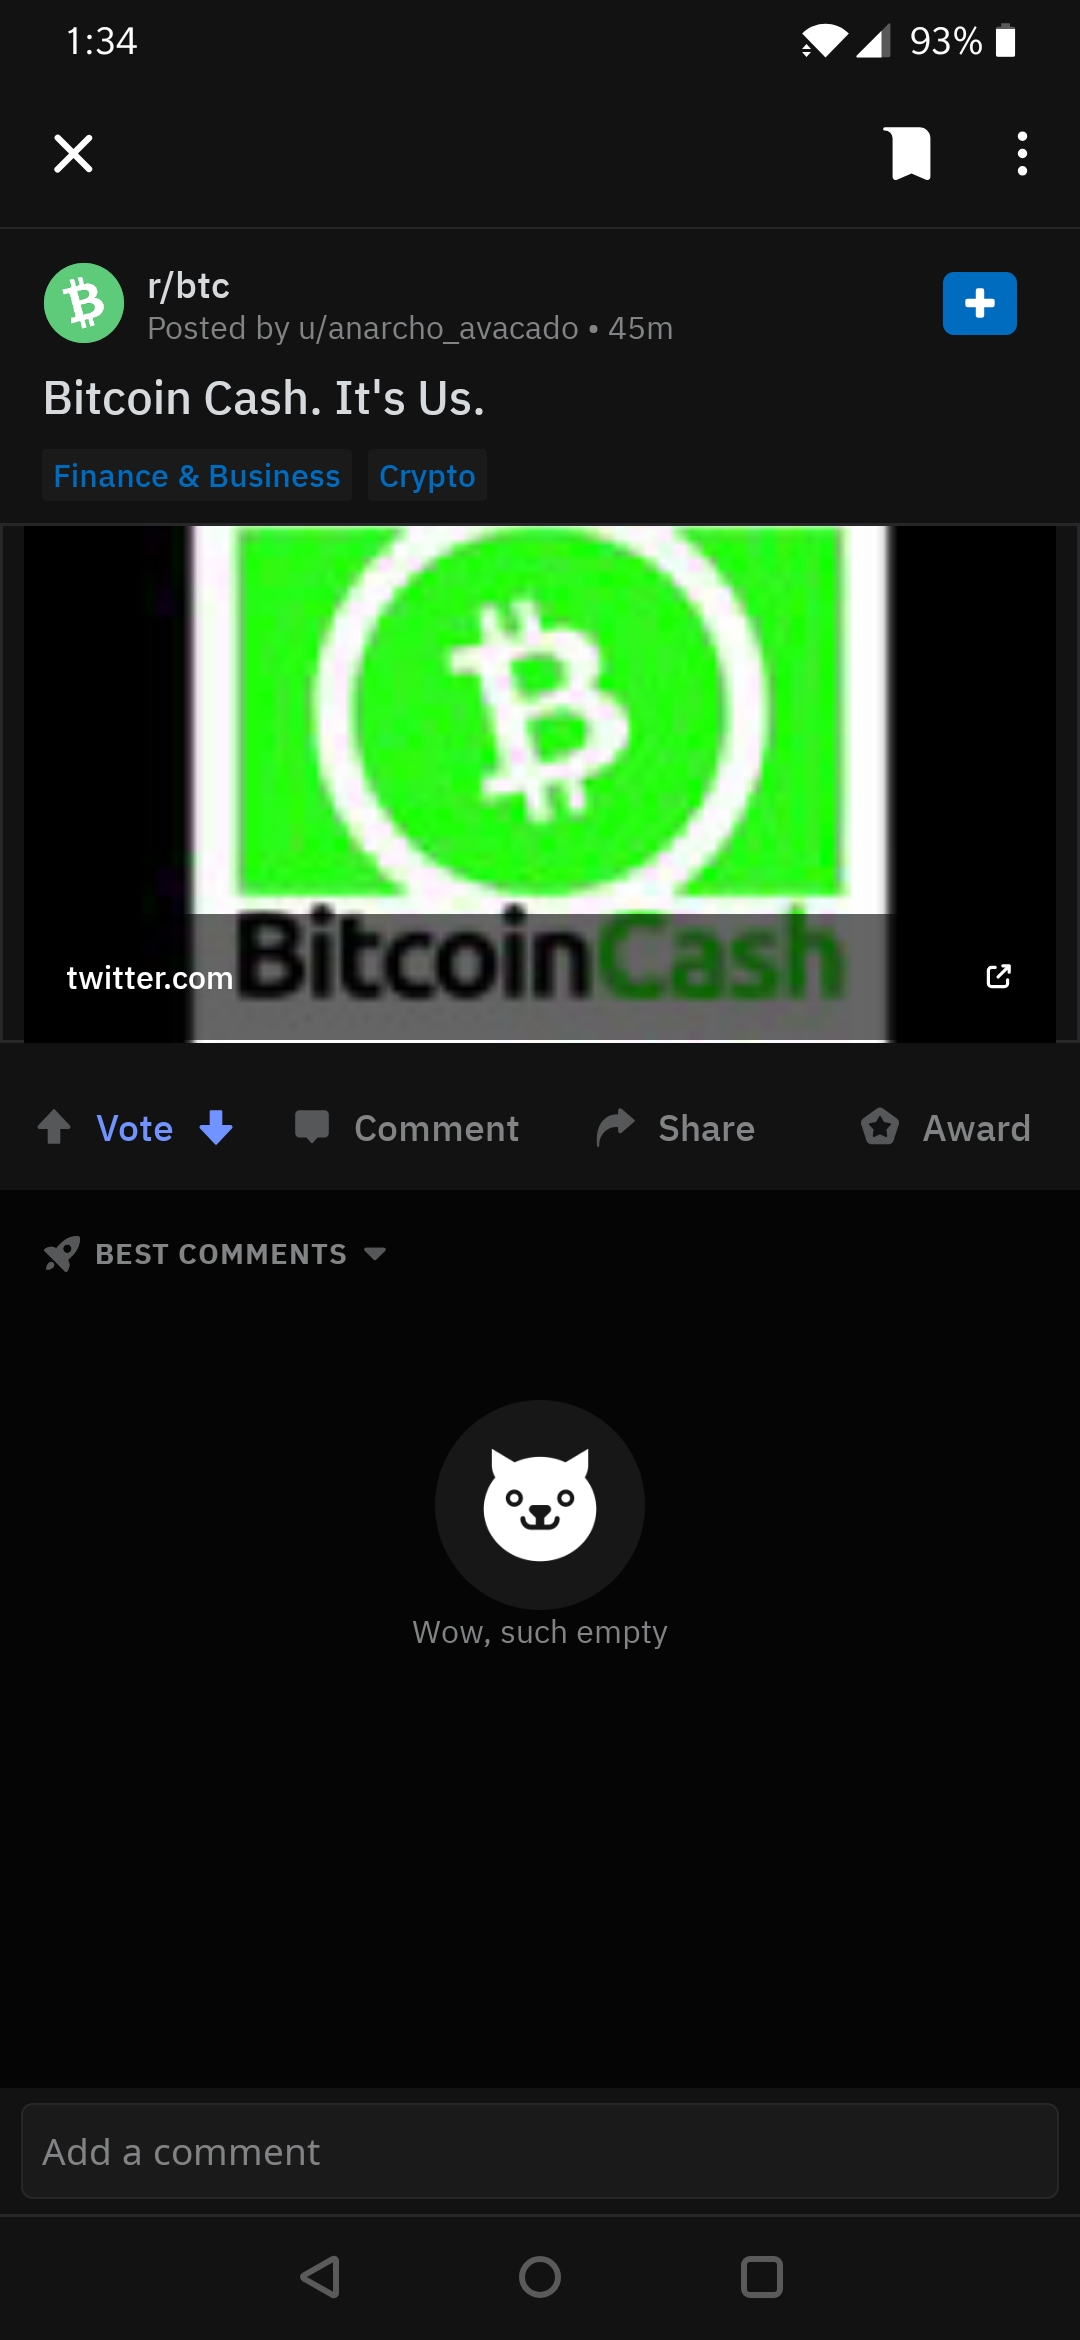 1:34
93%
r/btc
Posted by u/anarcho_avacado • 45m
Bitcoin Cash. It's Us.
Finance & Business Crypto
BitcoinCash
twitter.com
Vote Comment Share Award
BEST COMMENTS
Wow, such empty
Add a comment